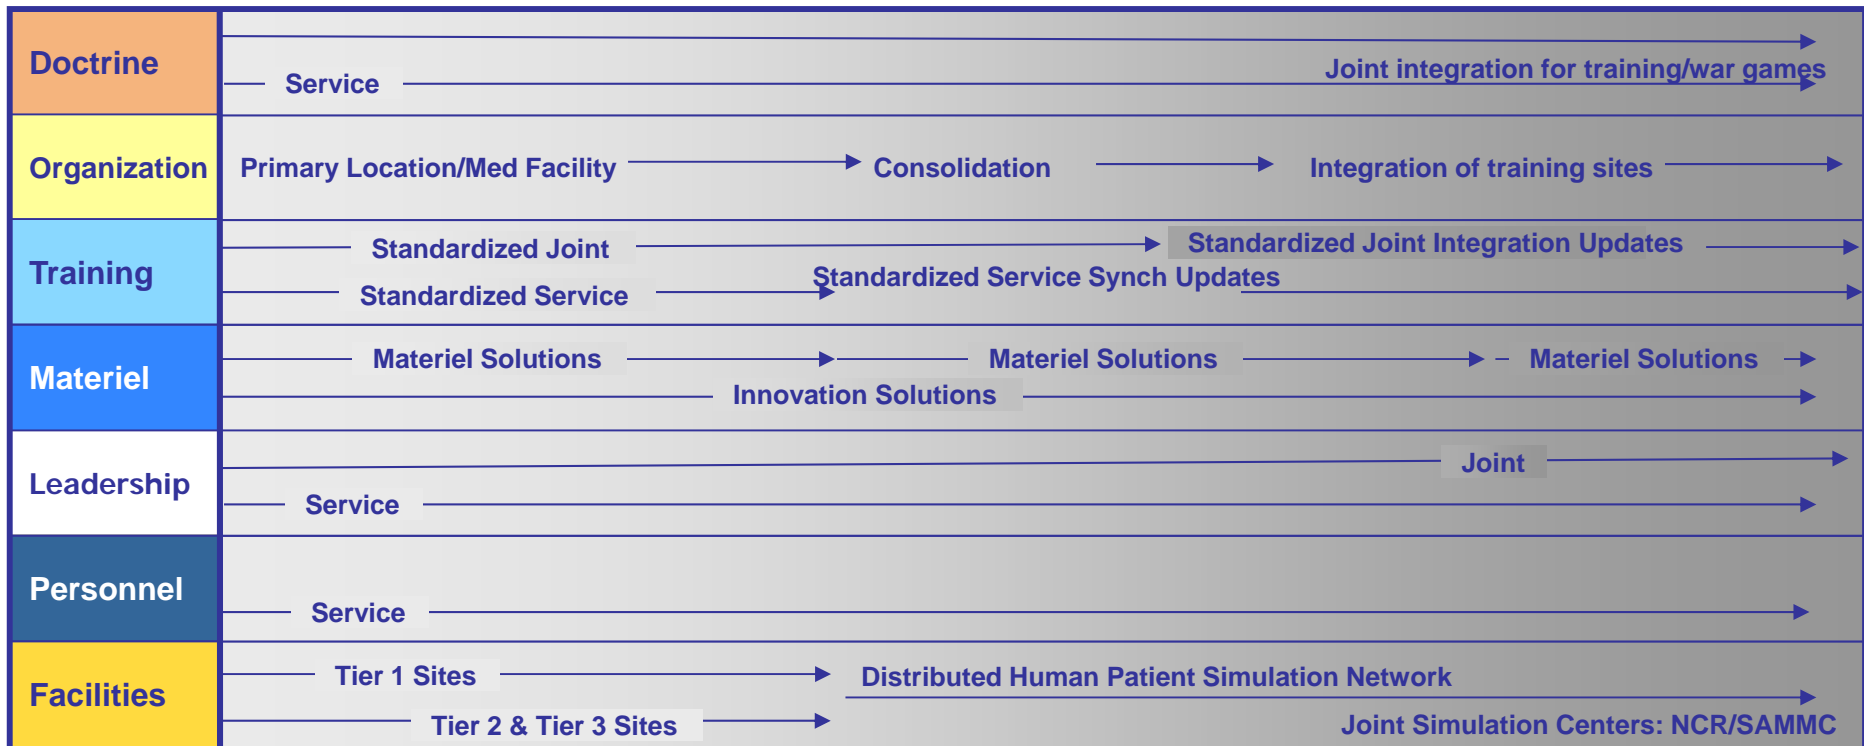 Doctrine
Joint integration for training/war games
Service
Organization
Primary Location/Med Facility
Consolidation
Integration of training sites
Training
Standardized Joint
Standardized Joint Integration Updates
Standardized Service
Standardized Service Synch Updates
Materiel
Materiel Solutions
Materiel Solutions
Materiel Solutions
Innovation Solutions
Leadership
Joint
Service
Personnel
Service
Facilities
Tier 1 Sites
Distributed Human Patient Simulation Network
Tier 2 & Tier 3 Sites
Joint Simulation Centers: NCR/SAMMC